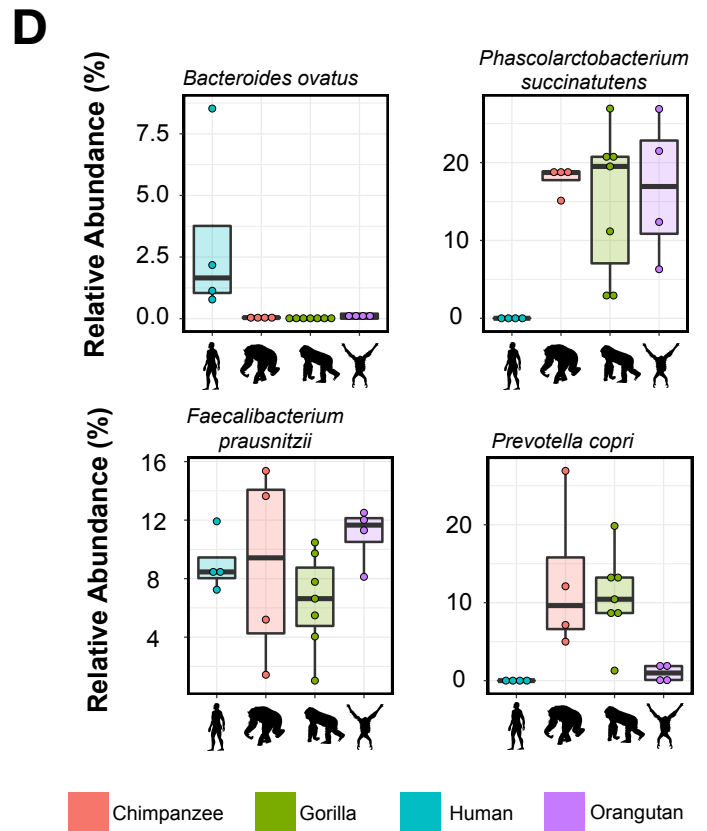 D
Relative Abundance (%)
Bacteroides ovatus
7.5
5.0
2.5
0.0
Phascolarctobacterium
succinatutens
20
10
0
Relative Abundance (%)
Faecalibacterium
prausnitzii
16
12
8
4
Prevotella copri
20
10
0
Chimpanzee
Gorilla
Human
Orangutan